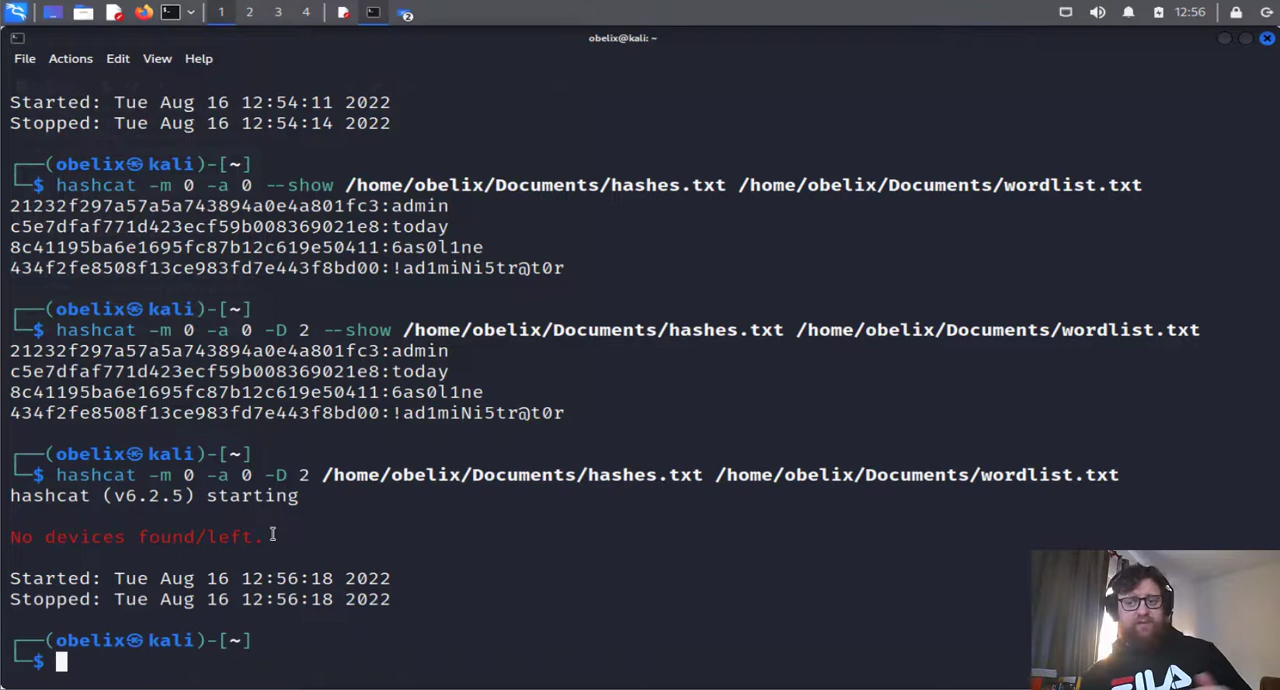 1 2 3 4
2
12:56
obelix@kali: ~
File Actions Edit View Help
Started: Tue Aug 16 12:54:11 2022
Stopped: Tue Aug 16 12:54:14 2022
┌──(obelix㉿kali)-[~]
└─$ hashcat -m 0 -a 0 --show /home/obelix/Documents/hashes.txt /home/obelix/Documents/wordlist.txt
21232f297a57a5a743894a0e4a801fc3:admin
c5e7dfaf771d423ecf59b008369021e8:today
8c41195ba6e1695fc87b12c619e50411:6as0l1ne
434f2fe8508f13ce983fd7e443f8bd00:!ad1miNi5tr@t0r
┌──(obelix㉿kali)-[~]
└─$ hashcat -m 0 -a 0 -D 2 --show /home/obelix/Documents/hashes.txt /home/obelix/Documents/wordlist.txt
21232f297a57a5a743894a0e4a801fc3:admin
c5e7dfaf771d423ecf59b008369021e8:today
8c41195ba6e1695fc87b12c619e50411:6as0l1ne
434f2fe8508f13ce983fd7e443f8bd00:!ad1miNi5tr@t0r
┌──(obelix㉿kali)-[~]
└─$ hashcat -m 0 -a 0 -D 2 /home/obelix/Documents/hashes.txt /home/obelix/Documents/wordlist.txt
hashcat (v6.2.5) starting
No devices found/left.
Started: Tue Aug 16 12:56:18 2022
Stopped: Tue Aug 16 12:56:18 2022
┌──(obelix㉿kali)-[~]
└─$
FILA